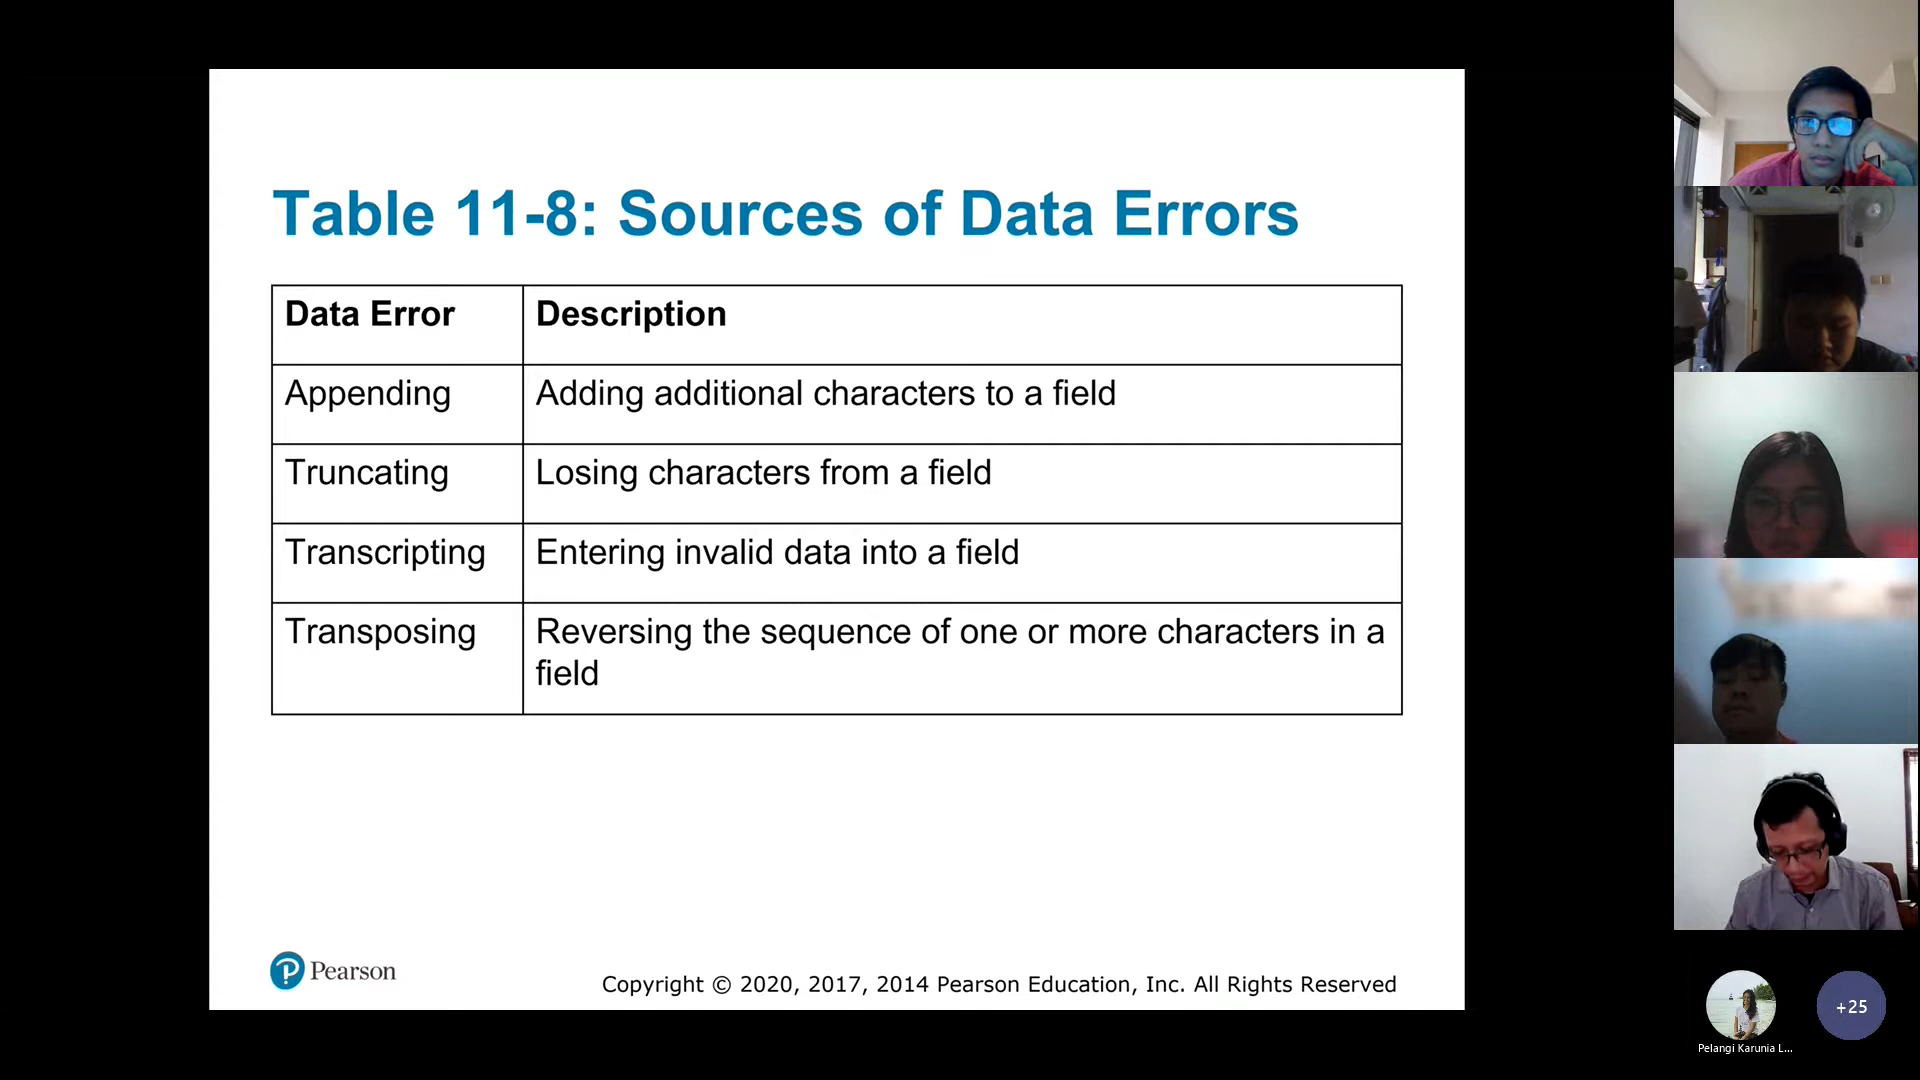 Table 11-8: Sources of Data Errors
Data Error Description
Appending Adding additional characters to a field
Truncating Losing characters from a field
Transcripting Entering invalid data into a field
Transposing Reversing the sequence of one or more characters in a
field
Pearson
Copyright © 2020, 2017, 2014 Pearson Education, Inc. All Rights Reserved
+25
Pelangi Karunia L...